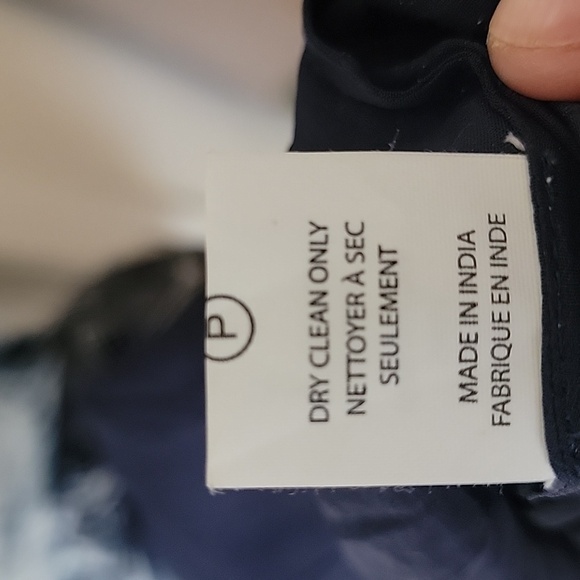 P
DRY CLEAN ONLY
NETTOYER À SEC
SEULEMENT
MADE IN INDIA
FABRIQUE EN INDE